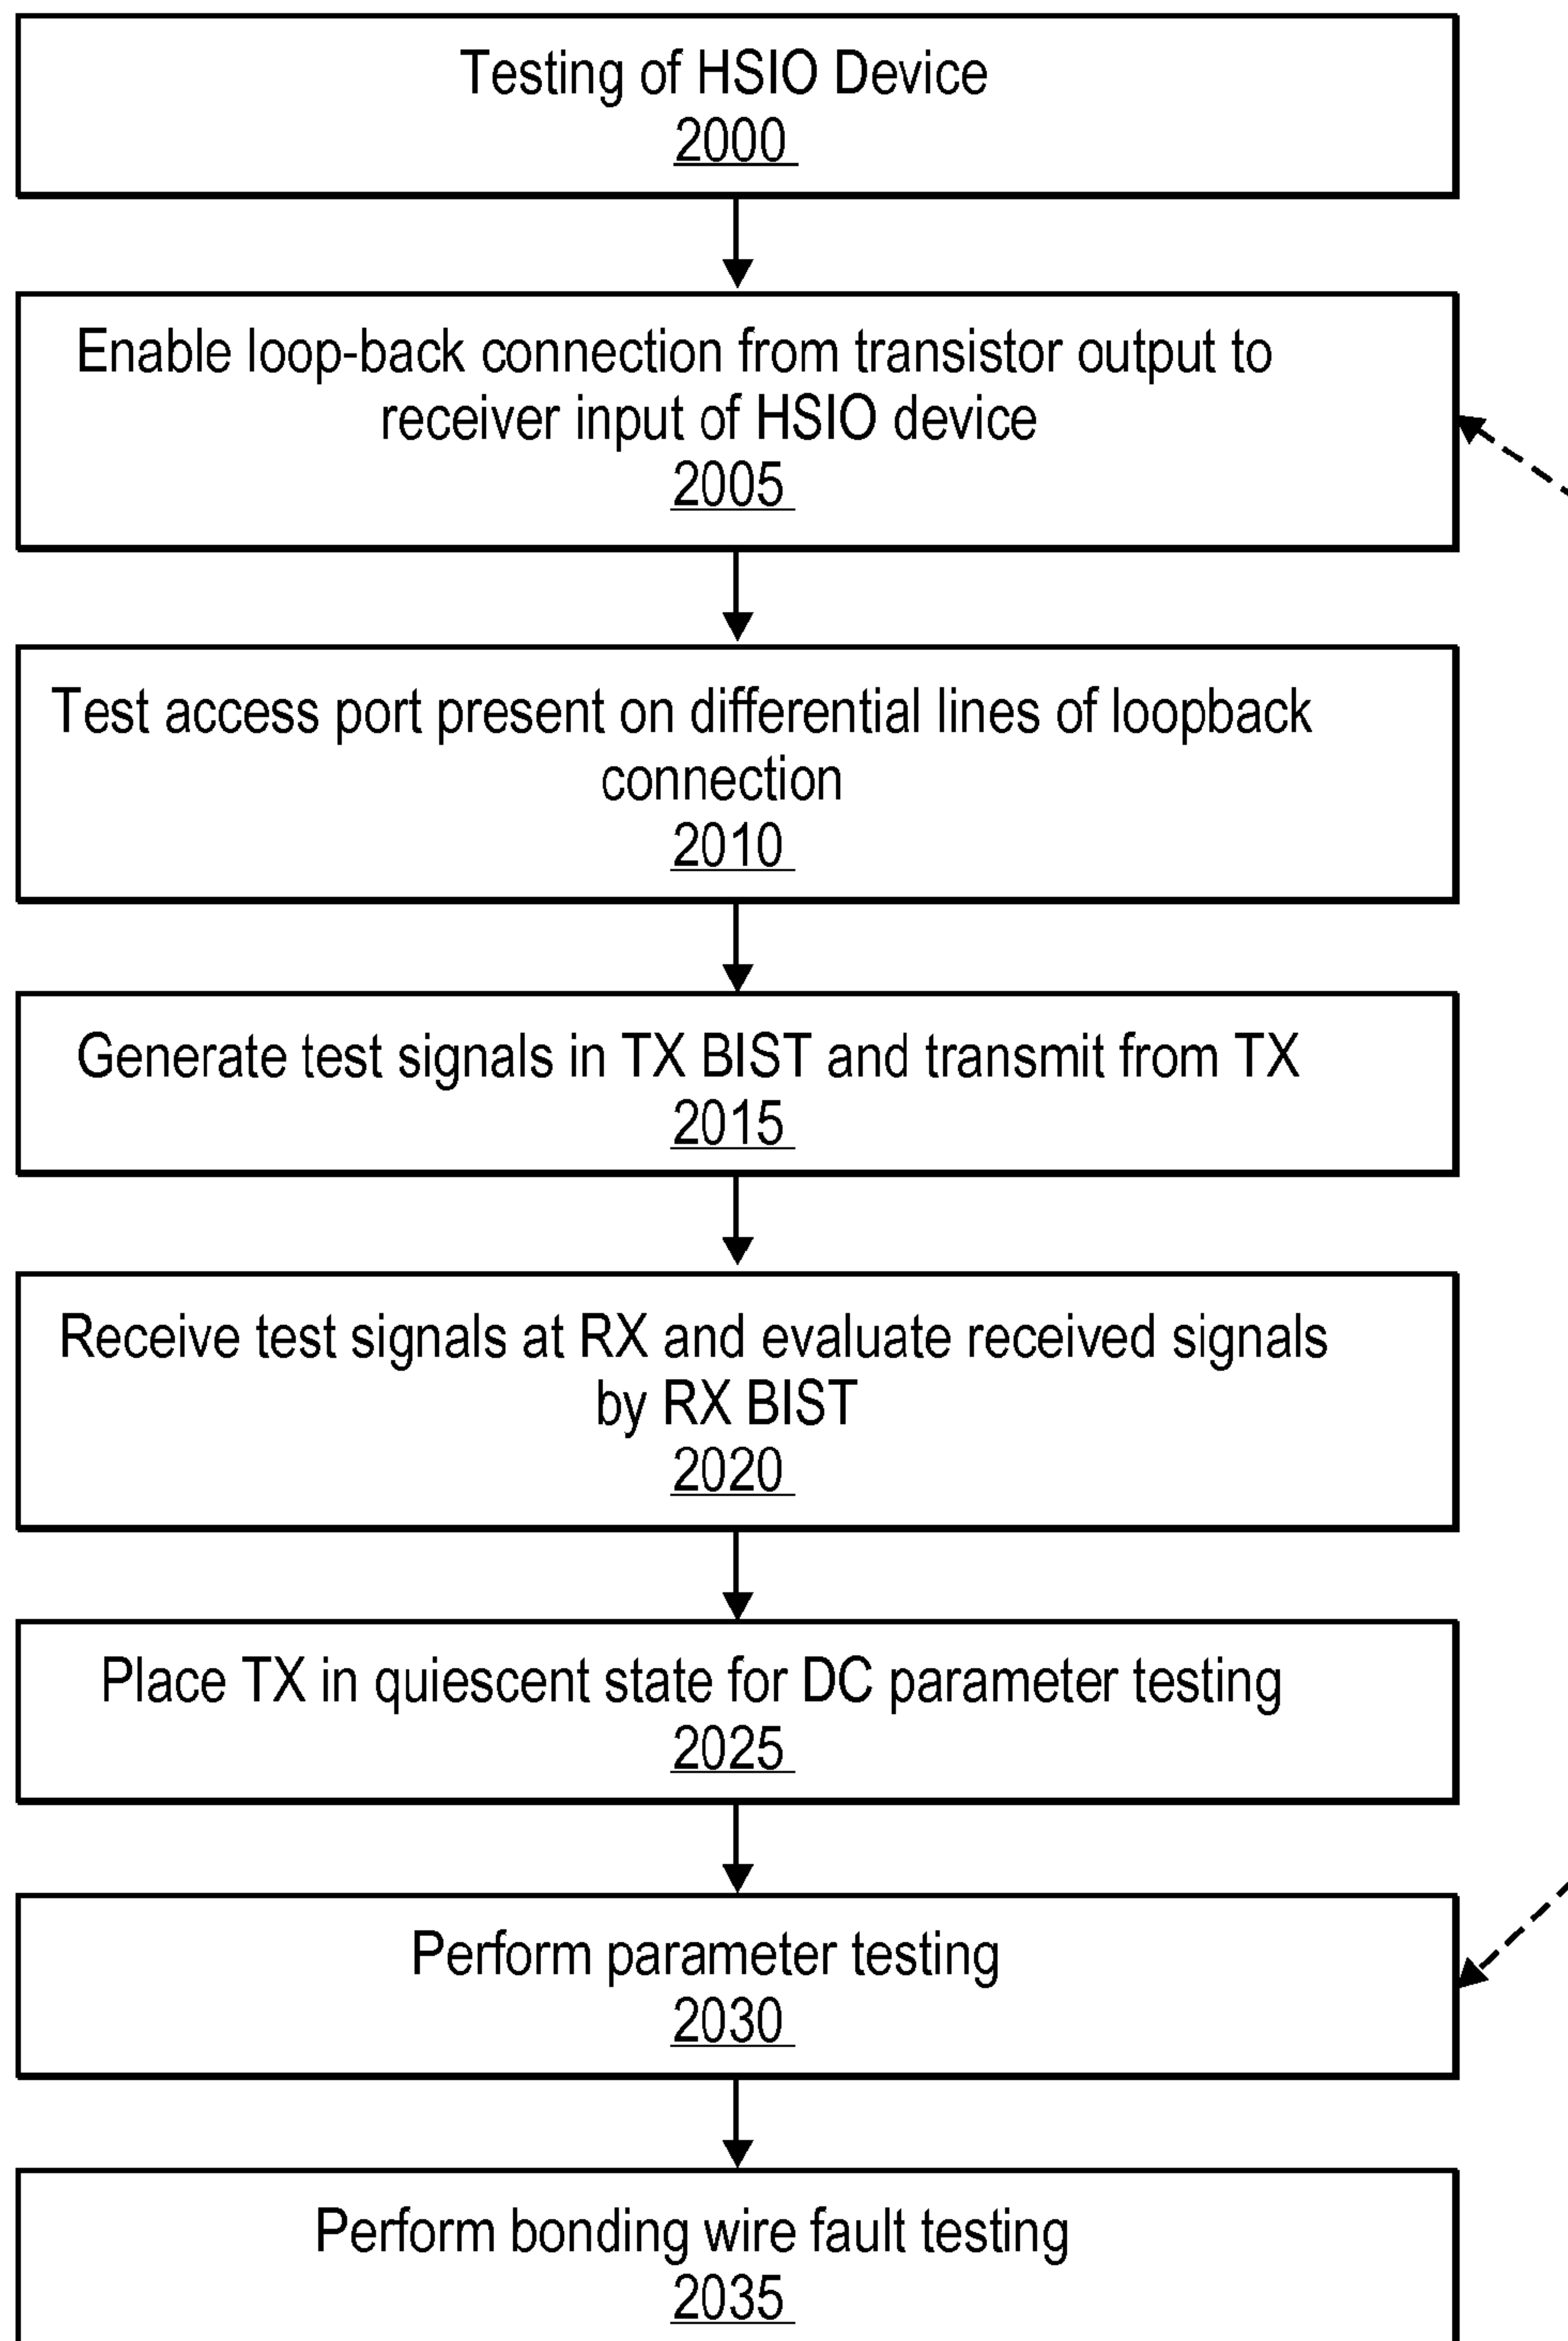 Testing of HSIO Device
2000
Enable loop-back connection from transistor output to
receiver input of HSIO device
2005
Test access port present on differential lines of loopback
connection
2010
Generate test signals in TX BIST and transmit from TX
2015
Receive test signals at RX and evaluate received signals
by RX BIST
2020
Place TX in quiescent state for DC parameter testing
2025
Perform parameter testing
2030
Perform bonding wire fault testing
2035